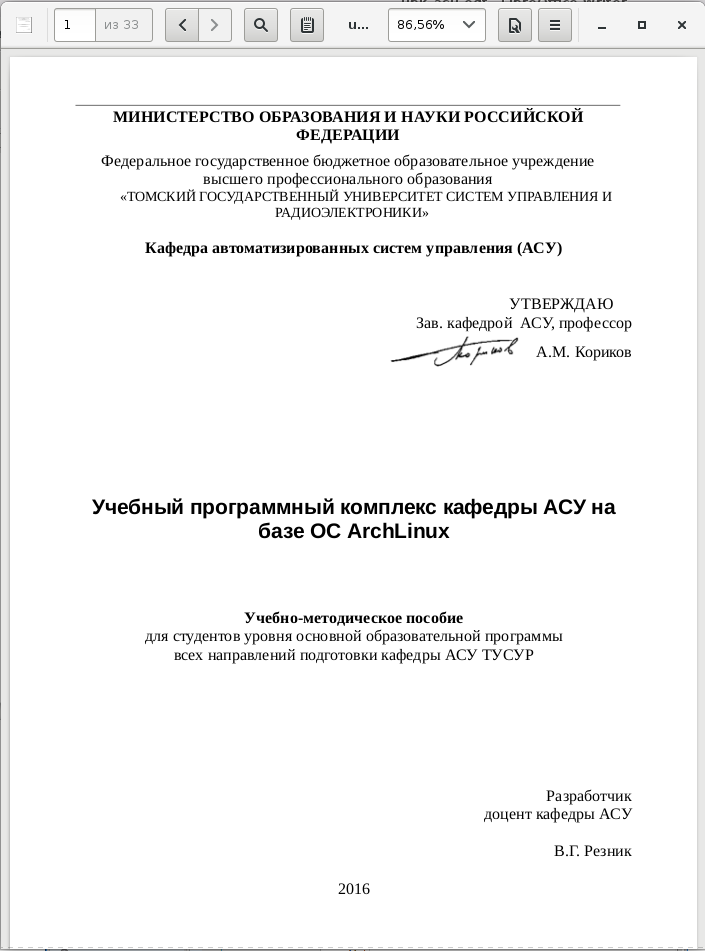 1 из 33 u... 86,56%
МИНИСТЕРСТВО ОБРАЗОВАНИЯ И НАУКИ РОССИЙСКОЙ
ФЕДЕРАЦИИ
Федеральное государственное бюджетное образовательное учреждение
высшего профессионального образования
«ТОМСКИЙ ГОСУДАРСТВЕННЫЙ УНИВЕРСИТЕТ СИСТЕМ УПРАВЛЕНИЯ И
РАДИОЭЛЕКТРОНИКИ»
Кафедра автоматизированных систем управления (АСУ)
УТВЕРЖДАЮ
Зав. кафедрой АСУ, профессор
Кориков А.М. Кориков
Учебный программный комплекс кафедры АСУ на
базе ОС ArchLinux
Учебно-методическое пособие
для студентов уровня основной образовательной программы
всех направлений подготовки кафедры АСУ ТУСУР
Разработчик
доцент кафедры АСУ
В.Г. Резник
2016